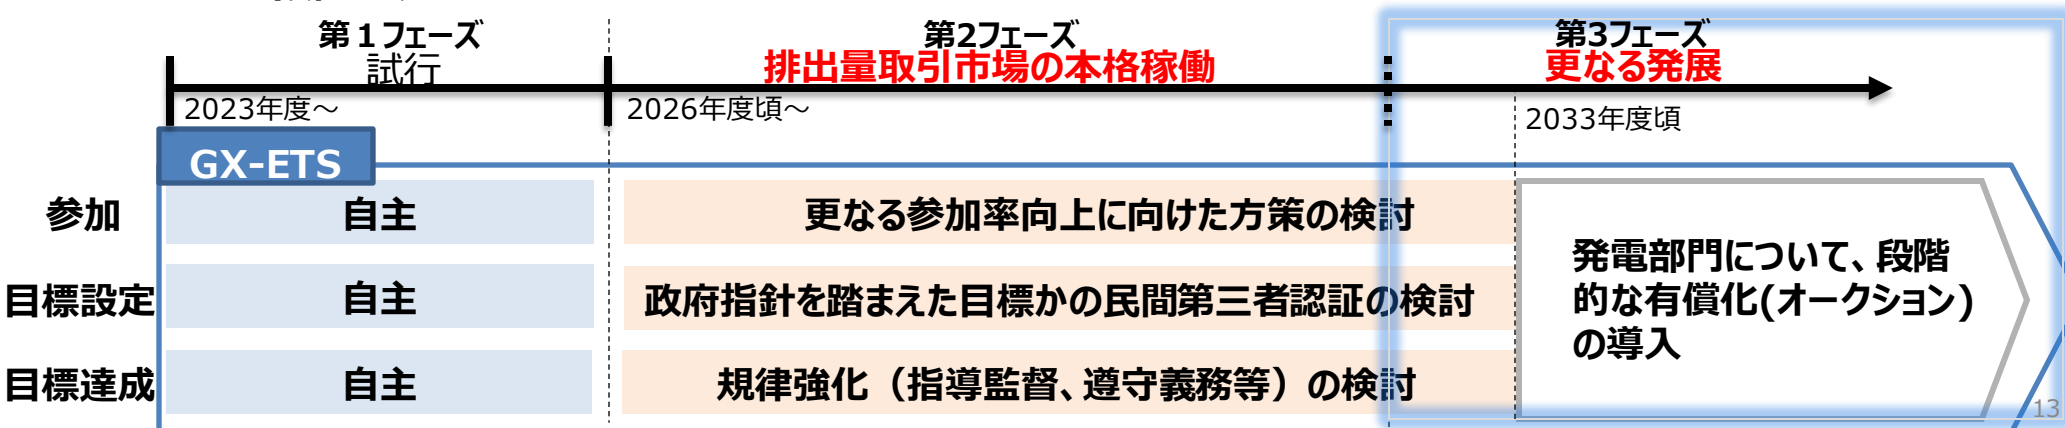 第1フェーズ
試行
第2フェーズ
排出量取引市場の本格稼働
第3フェーズ
更なる発展
2023年度～
2026年度頃～
2033年度頃
GX-ETS
参加
自主
更なる参加率向上に向けた方策の検討
目標設定
自主
政府指針を踏まえた目標かの民間第三者認証の検討
目標達成
自主
規律強化（指導監督、遵守義務等）の検討
発電部門について、段階
的な有償化(オークション)
の導入
13